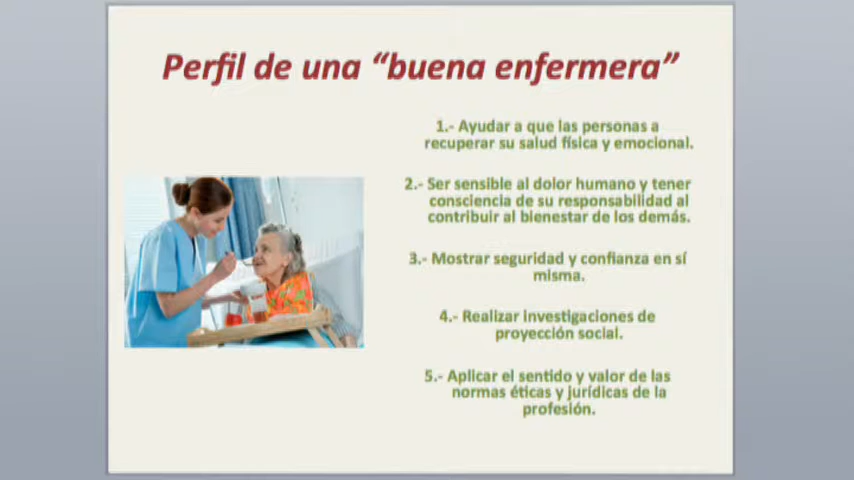 Perfil de una “buena enfermera”
1.- Ayudar a que las personas a
recuperar su salud física y emocional.
2.- Ser sensible al dolor humano y tener
consciencia de su responsabilidad al
contribuir al bienestar de los demás.
3.- Mostrar seguridad y confianza en sí
misma.
4.- Realizar investigaciones de
proyección social.
5.- Aplicar el sentido y valor de las
normas éticas y jurídicas de la
profesión.